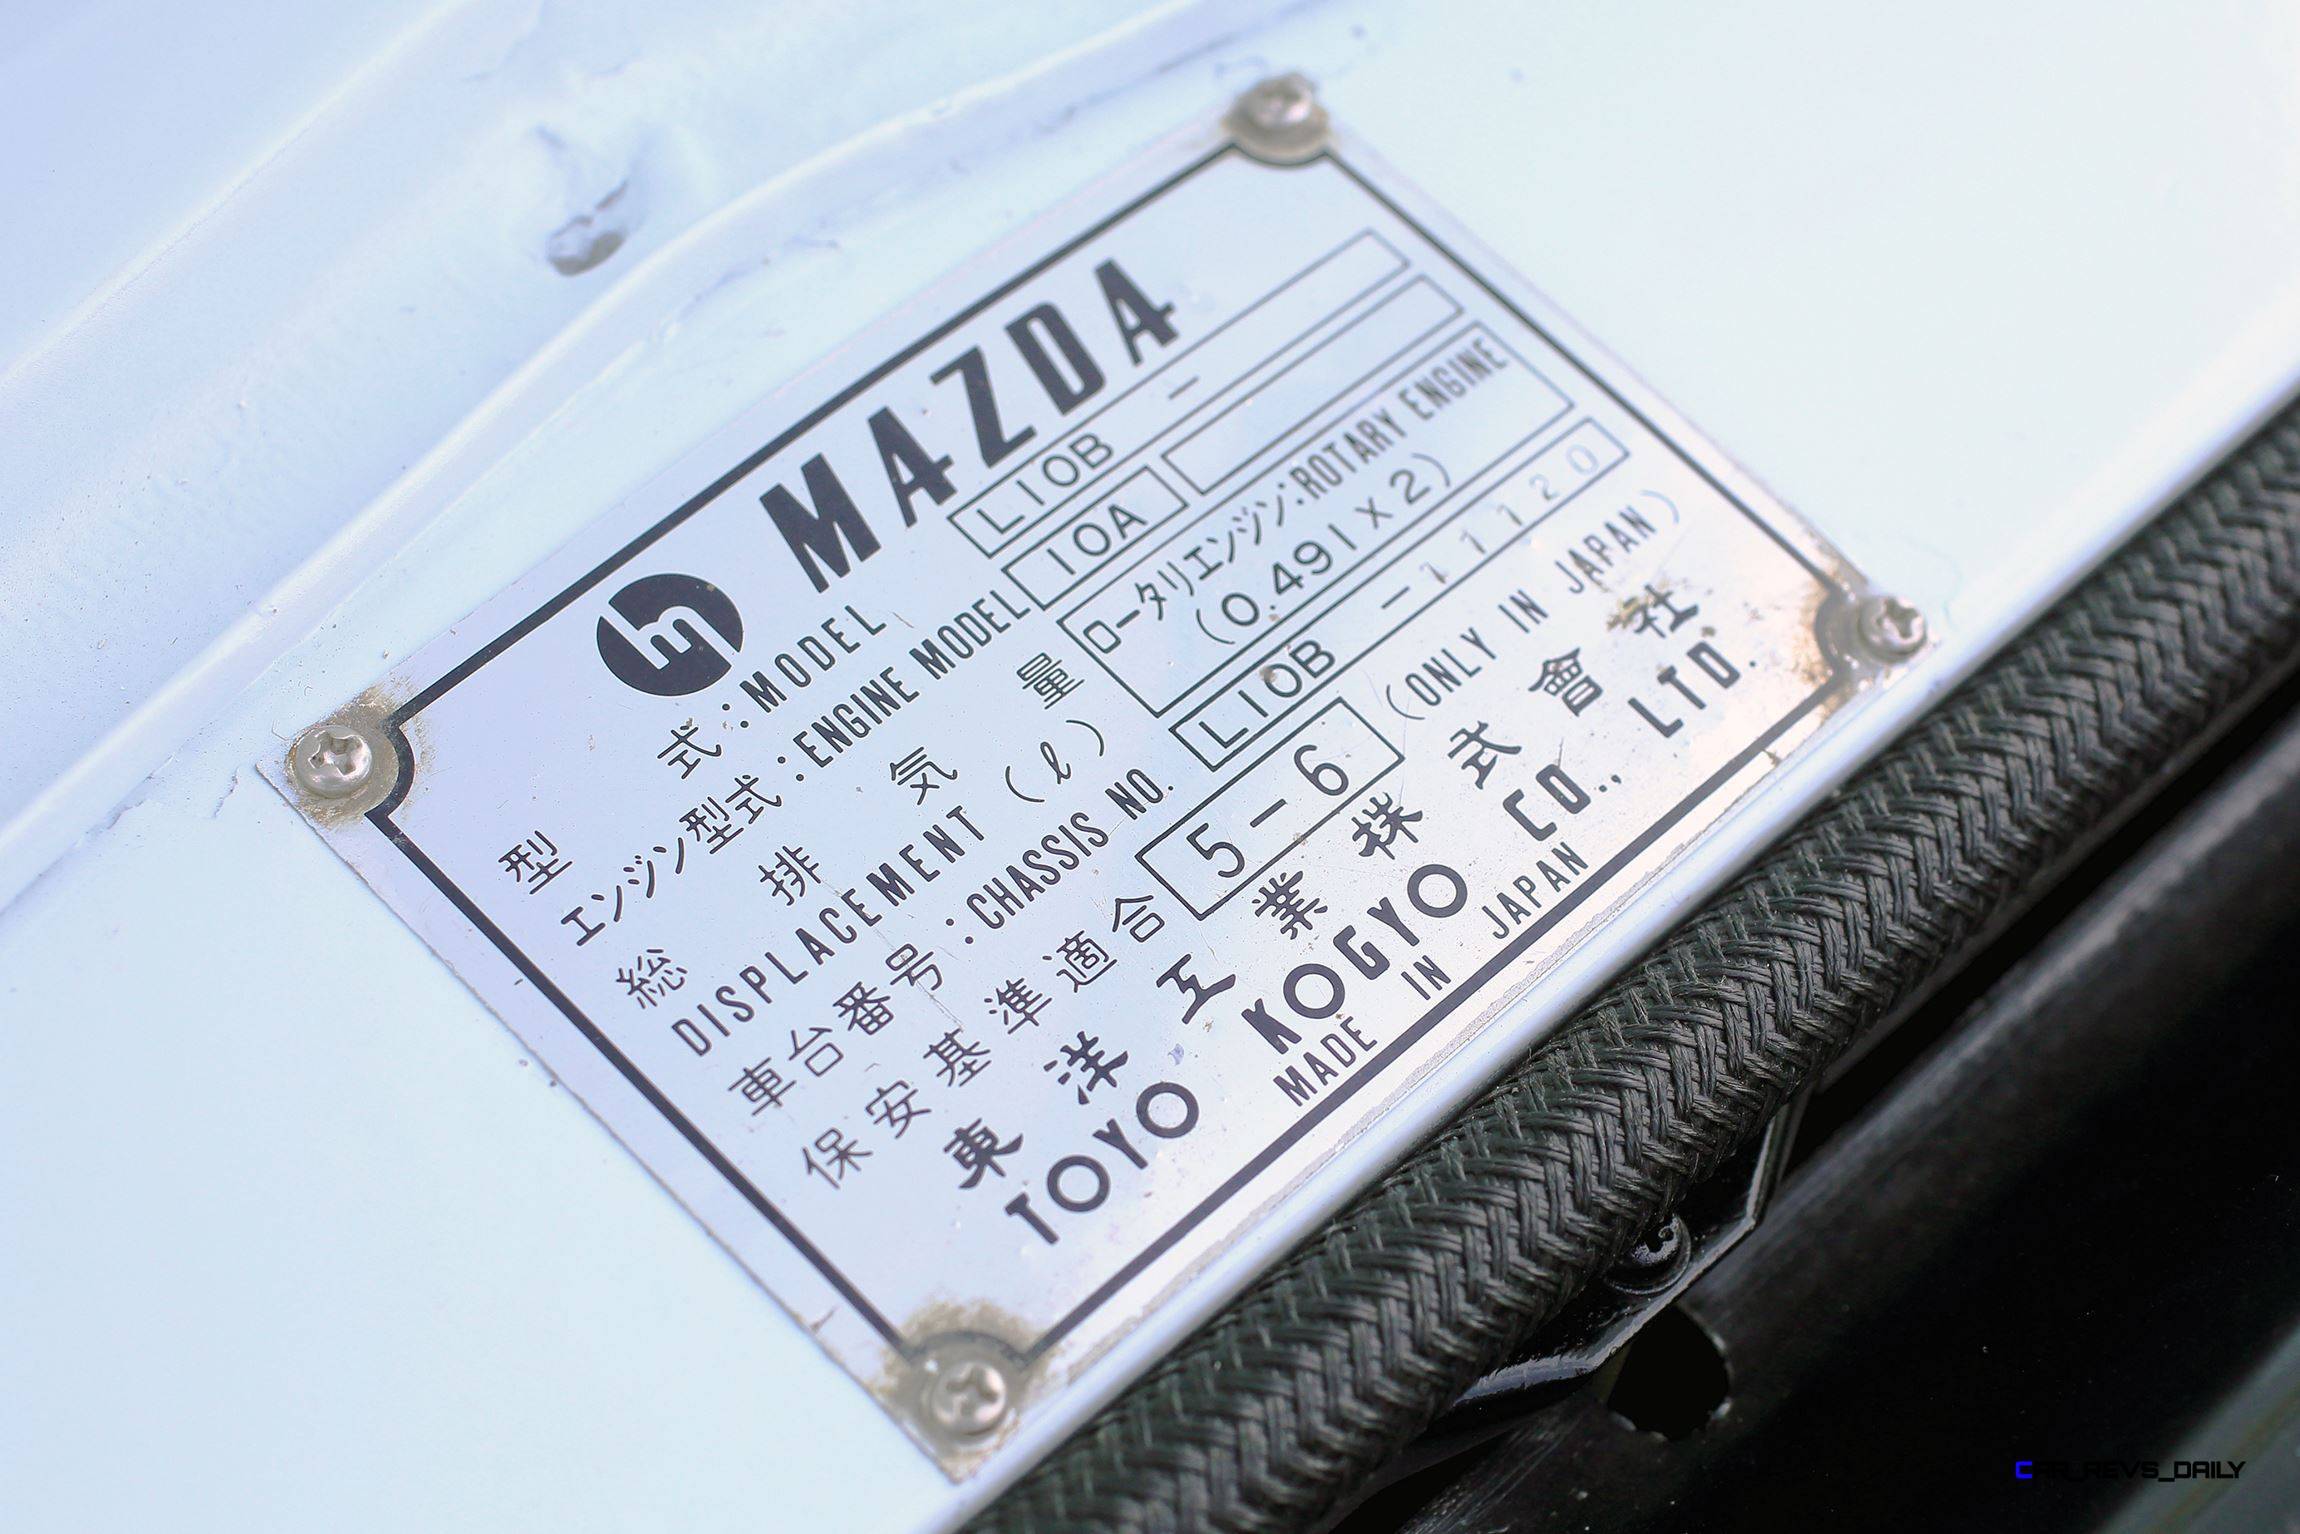 MAZDA
型 式:MODEL L10B —
エンジン型式:ENGINE MODEL 10A
総 排 気 量 ロータリエンジン:ROTARY ENGINE
DISPLACEMENT (ℓ) (0.491×2)
車台番号:CHASSIS NO. L10B — 11120
保安基準適合 5-6 (ONLY IN JAPAN)
東洋工業株式會社
TOYO KOGYO CO., LTD.
MADE IN JAPAN
CAR_REVS_DAILY